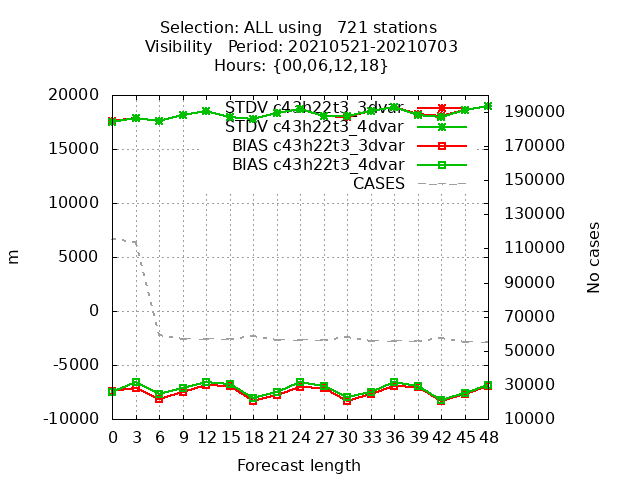 Selection: ALL using   721 stations
Visibility   Period: 20210521-20210703
Hours: {00,06,12,18}
STDV c43h22t3_3dvar
STDV c43h22t3_4dvar
BIAS c43h22t3_3dvar
BIAS c43h22t3_4dvar
CASES
20000
15000
10000
5000
0
-5000
-10000
m
190000
170000
150000
130000
110000
90000
70000
50000
30000
10000
No cases
0 3 6 9 12 15 18 21 24 27 30 33 36 39 42 45 48
Forecast length